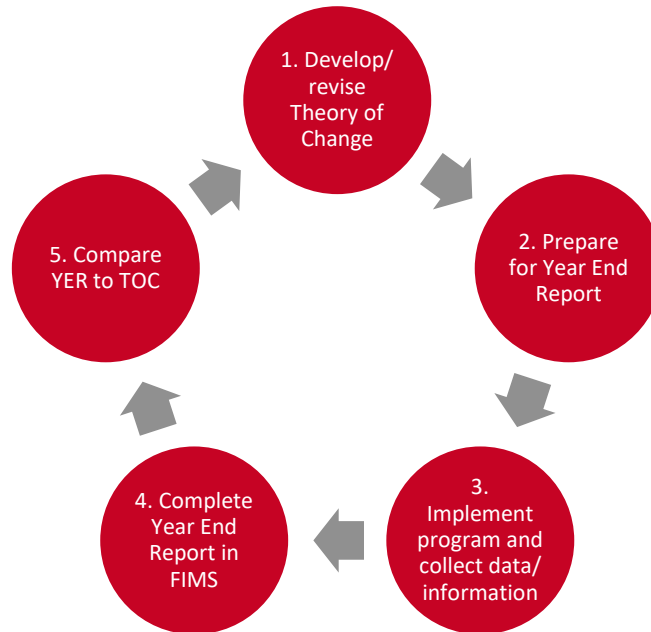 1. Develop/
revise
Theory of
Change
2. Prepare
for Year End
Report
3.
Implement
program and
collect data/
information
4. Complete
Year End
Report in
FIMS
5. Compare
YER to TOC